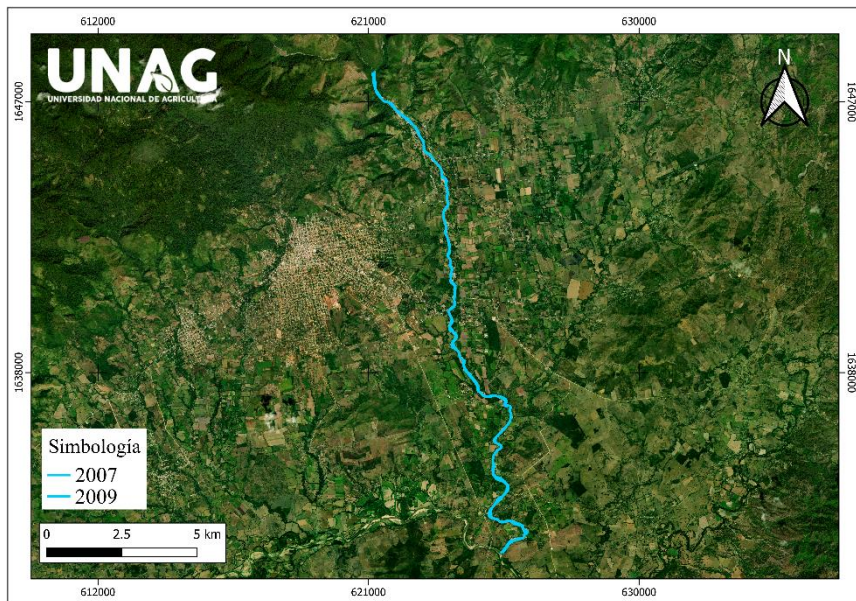 612000 621000 630000
UNAG
UNIVERSIDAD NACIONAL DE AGRICULTURA
N
1647000 1647000
1638000 1638000
Simbología
2007
2009
0 2.5 5 km
612000 621000 630000